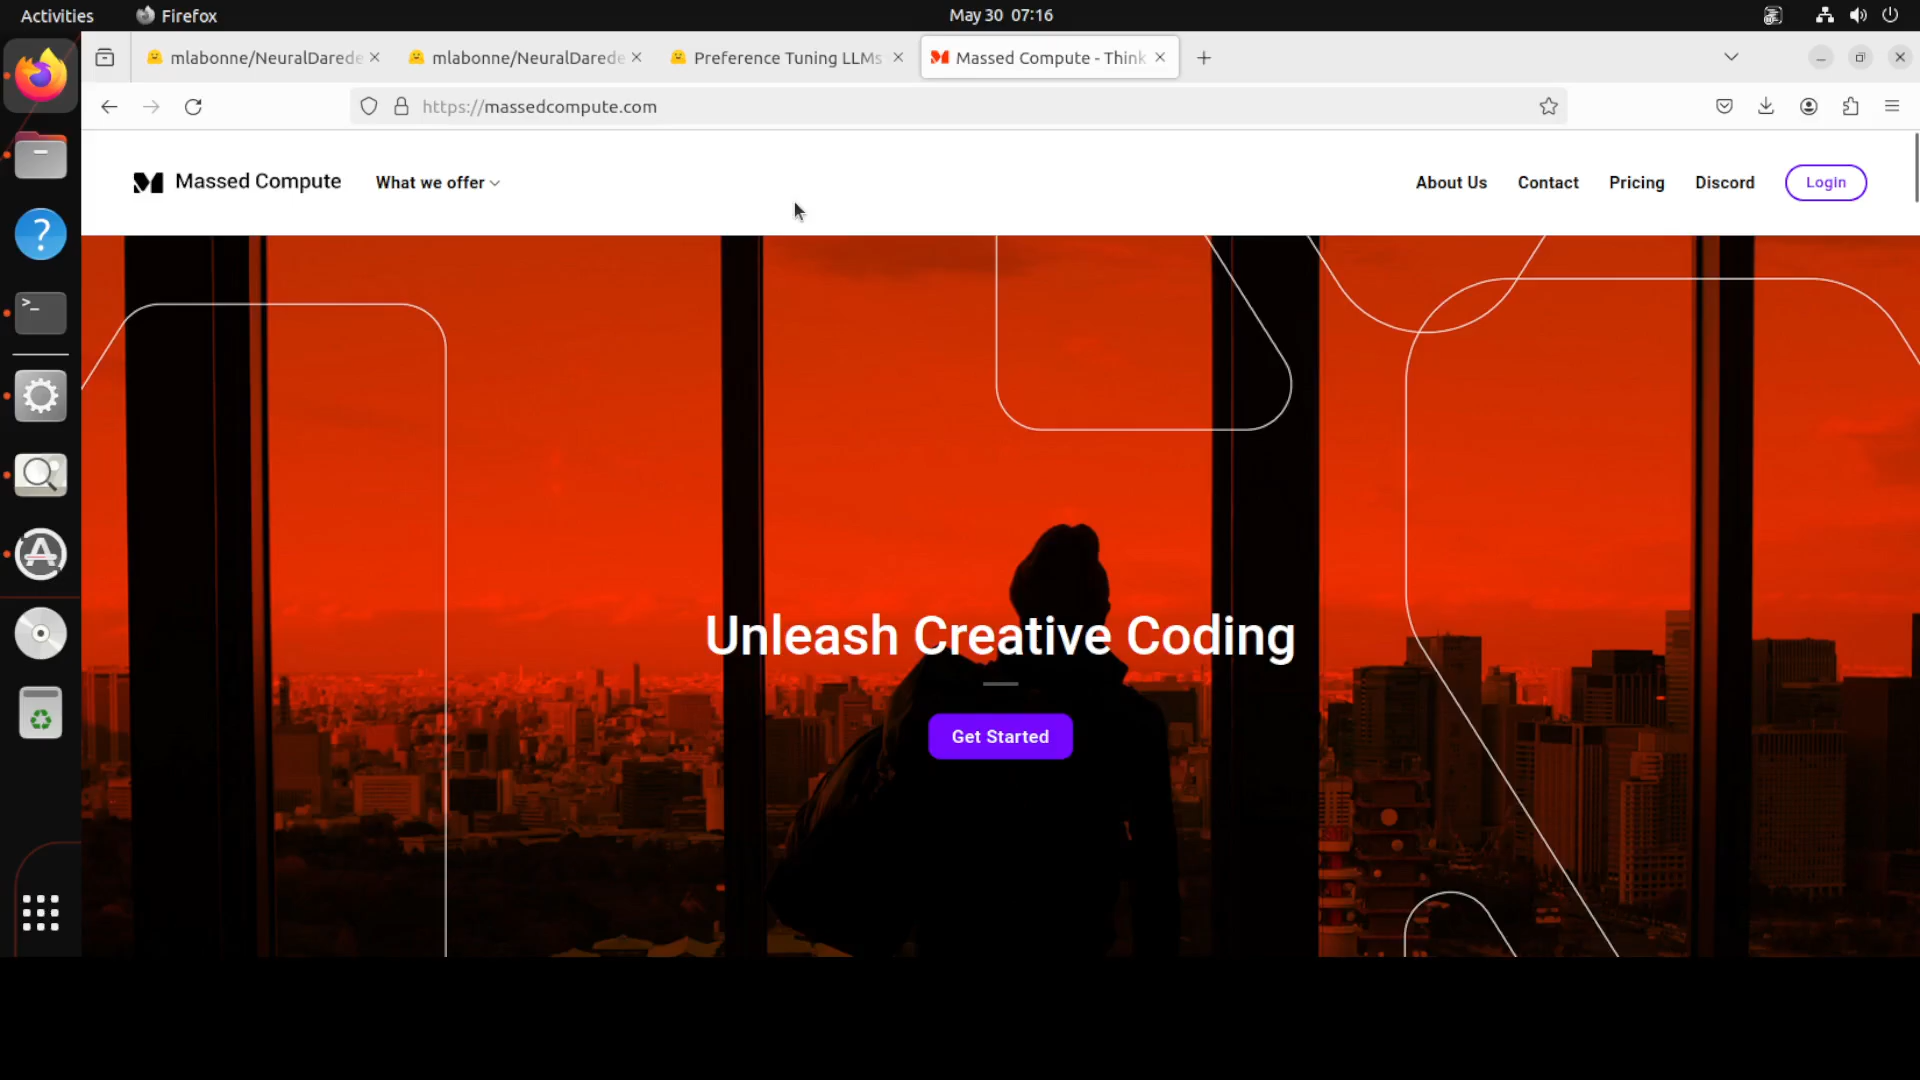 Activities
Firefox
May 30 07:16
mlabonne/NeuralDarede
mlabonne/NeuralDarede
Preference Tuning LLMs
Massed Compute - Think
https://massedcompute.com
Massed Compute
What we offer
About Us
Contact
Pricing
Discord
Login
Unleash Creative Coding
Get Started